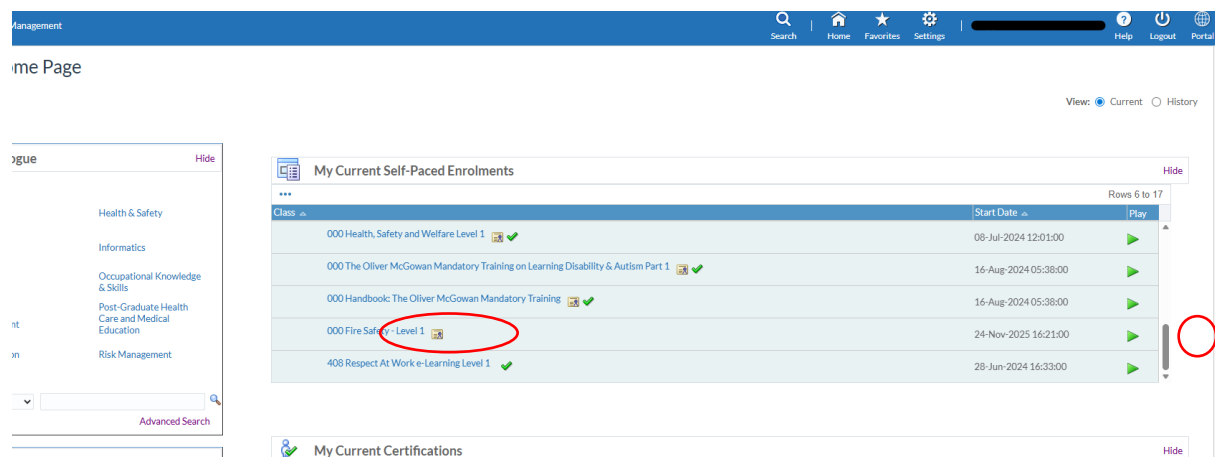 Management
Search Home Favorites Settings Help Logout Portal
me Page
View: Current History
ogue Hide
Health & Safety
Informatics
Occupational Knowledge
& Skills
Post-Graduate Health
Care and Medical
Education
nt
on Risk Management
Advanced Search
My Current Self-Paced Enrolments Hide
Rows 6 to 17
Class Start Date Play
000 Health, Safety and Welfare Level 1 08-Jul-2024 12:01:00
000 The Oliver McGowan Mandatory Training on Learning Disability & Autism Part 1 16-Aug-2024 05:38:00
000 Handbook: The Oliver McGowan Mandatory Training 16-Aug-2024 05:38:00
000 Fire Safety - Level 1 24-Nov-2025 16:21:00
408 Respect At Work e-Learning Level 1 28-Jun-2024 16:33:00
My Current Certifications Hide